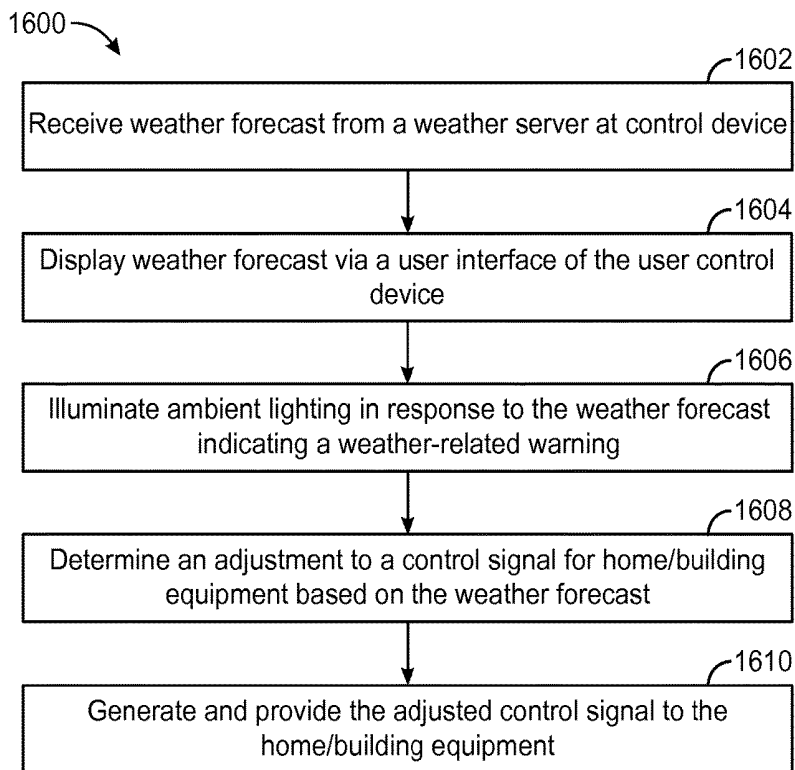 1600
1602
Receive weather forecast from a weather server at control device
1604
Display weather forecast via a user interface of the user control
device
1606
Illuminate ambient lighting in response to the weather forecast
indicating a weather-related warning
1608
Determine an adjustment to a control signal for home/building
equipment based on the weather forecast
1610
Generate and provide the adjusted control signal to the
home/building equipment